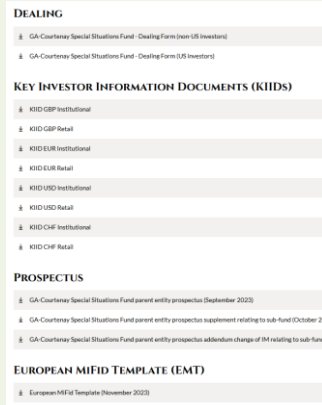 DEALING
GA-Courtenay Special Situations Fund - Dealing Form (non-US investors)
GA-Courtenay Special Situations Fund - Dealing Form (US Investors)
KEY INVESTOR INFORMATION DOCUMENTS (KIIDS)
KIID GBP Institutional
KIID GBP Retail
KIID EUR Institutional
KIID EUR Retail
KIID USD Institutional
KIID USD Retail
KIID CHF Institutional
KIID CHF Retail
PROSPECTUS
GA-Courtenay Special Situations Fund parent entity prospectus (September 2023)
GA-Courtenay Special Situations Fund parent entity prospectus supplement relating to sub-fund (October 2
GA-Courtenay Special Situations Fund parent entity prospectus addendum change of IM relating to sub-fun
EUROPEAN MIFID TEMPLATE (EMT)
European MiFid Template (November 2023)